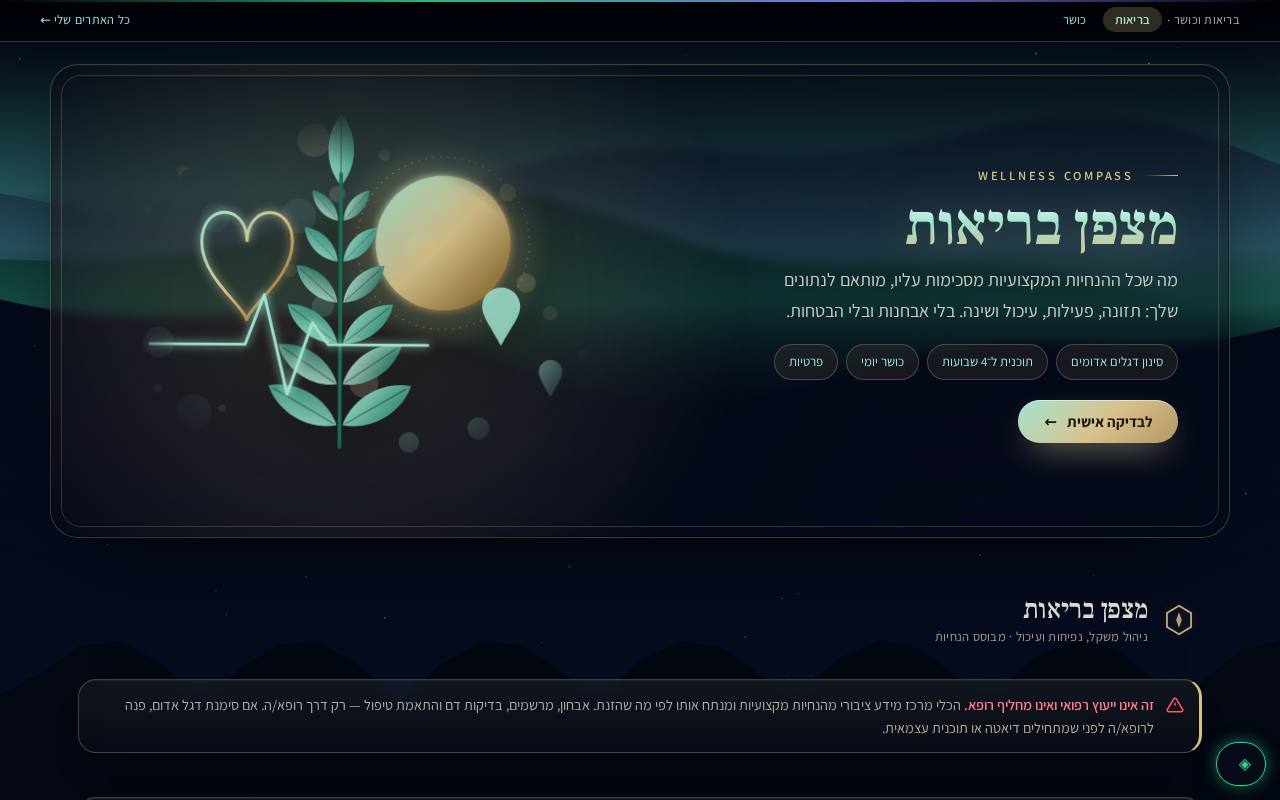 בריאות וכושר ·
בריאות
כושר
כל האתרים שלי ←
WELLNESS COMPASS
מצפן בריאות
מה שכל ההנחיות המקצועיות מסכימות עליו, מותאם לנתונים
שלך: תזונה, פעילות, עיכול ושינה. בלי אבחנות ובלי הבטחות.
סינון דגלים אדומים
תוכנית ל־4 שבועות
כושר יומי
פרטיות
לבדיקה אישית ←
מצפן בריאות
ניהול משקל, נפיחות ועיכול · מבוסס הנחיות
זה אינו ייעוץ רפואי ואינו מחליף רופא. הכלי מרכז מידע ציבורי מהנחיות מקצועיות ומנתח אותו לפי מה שהזנת. אבחון, מרשמים, בדיקות דם והתאמת טיפול — רק דרך רופא/ה. אם סימנת דגל אדום, פנה
לרופא/ה לפני שמתחילים דיאטה או תוכנית עצמאית.